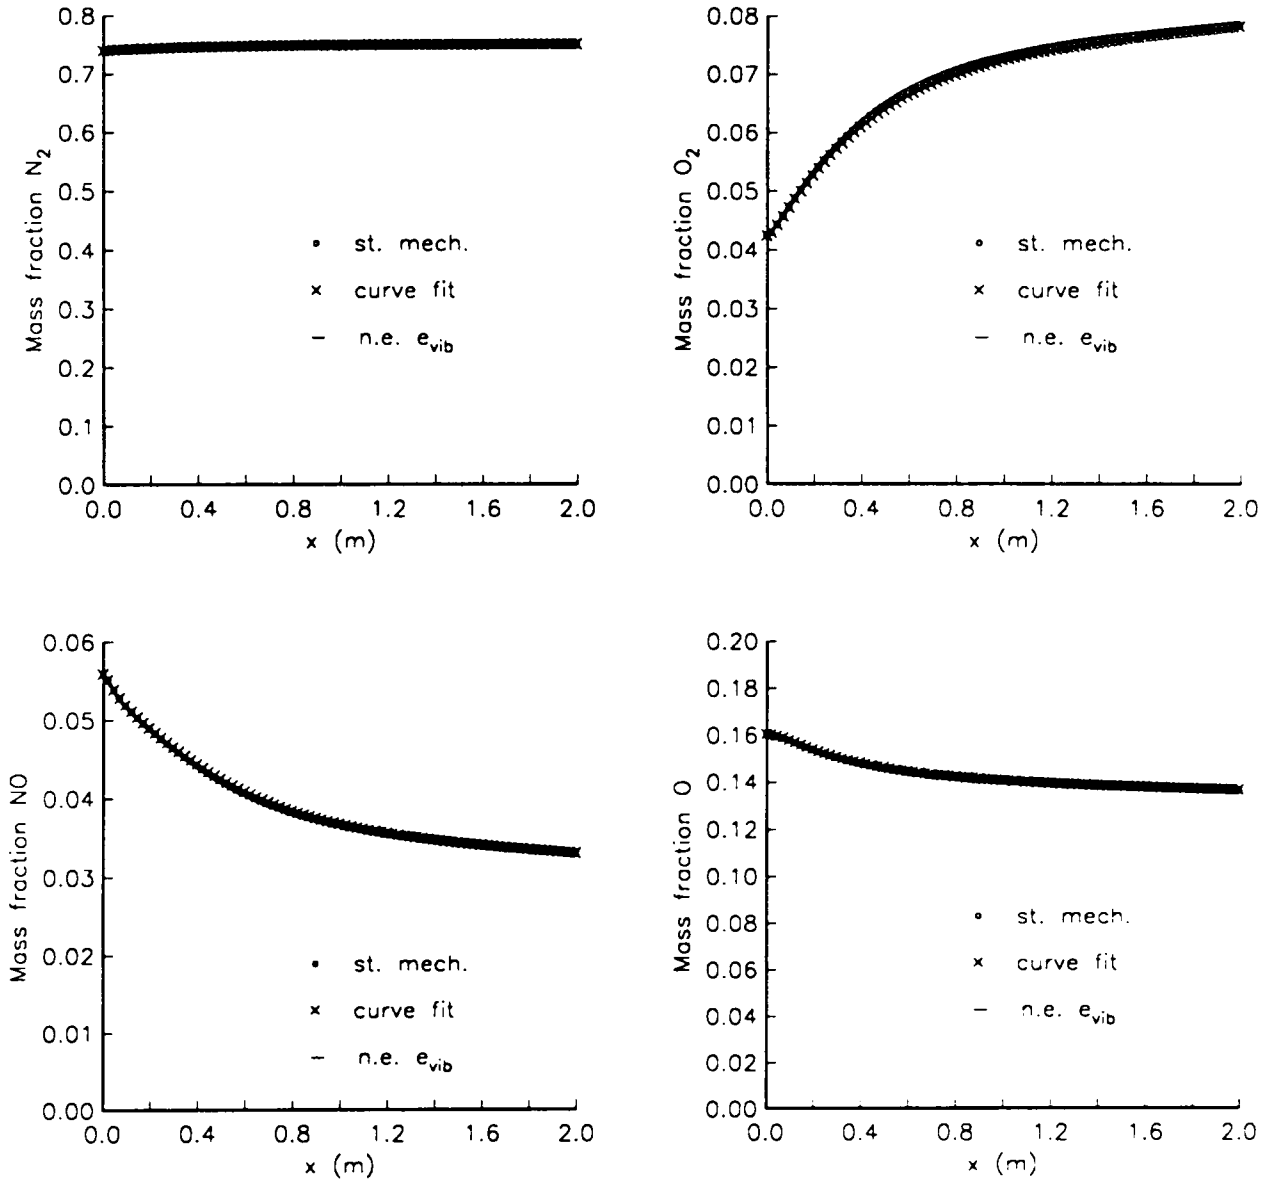 0.8
0.7
0.6
0.5
0.4
0.3
0.2
0.1
0.0
Mass fraction N2
st. mech.
curve fit
n.e. evib
0.0 0.4 0.8 1.2 1.6 2.0
x (m)
0.08
0.07
0.06
0.05
0.04
0.03
0.02
0.01
0.00
Mass fraction O2
st. mech.
curve fit
n.e. evib
0.0 0.4 0.8 1.2 1.6 2.0
x (m)
0.06
0.05
0.04
0.03
0.02
0.01
0.00
Mass fraction NO
st. mech.
curve fit
n.e. evib
0.0 0.4 0.8 1.2 1.6 2.0
x (m)
0.20
0.18
0.16
0.14
0.12
0.10
0.08
0.06
0.04
0.02
0.00
Mass fraction O
st. mech.
curve fit
n.e. evib
0.0 0.4 0.8 1.2 1.6 2.0
x (m)